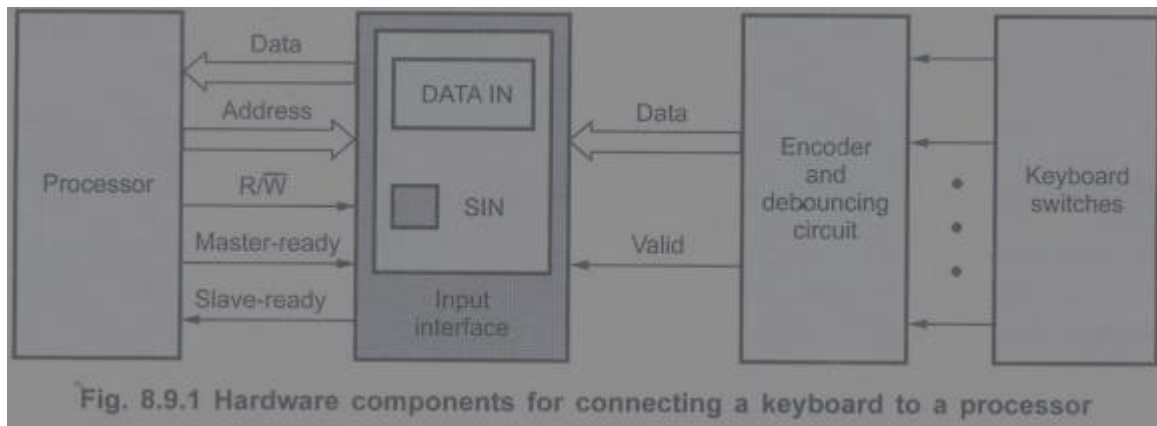 Data
Address
Processor
R/W̅
Master-ready
Slave-ready
DATA IN
SIN
Input
interface
Data
Valid
Encoder
and
debouncing
circuit
Keyboard
switches
Fig. 8.9.1 Hardware components for connecting a keyboard to a processor